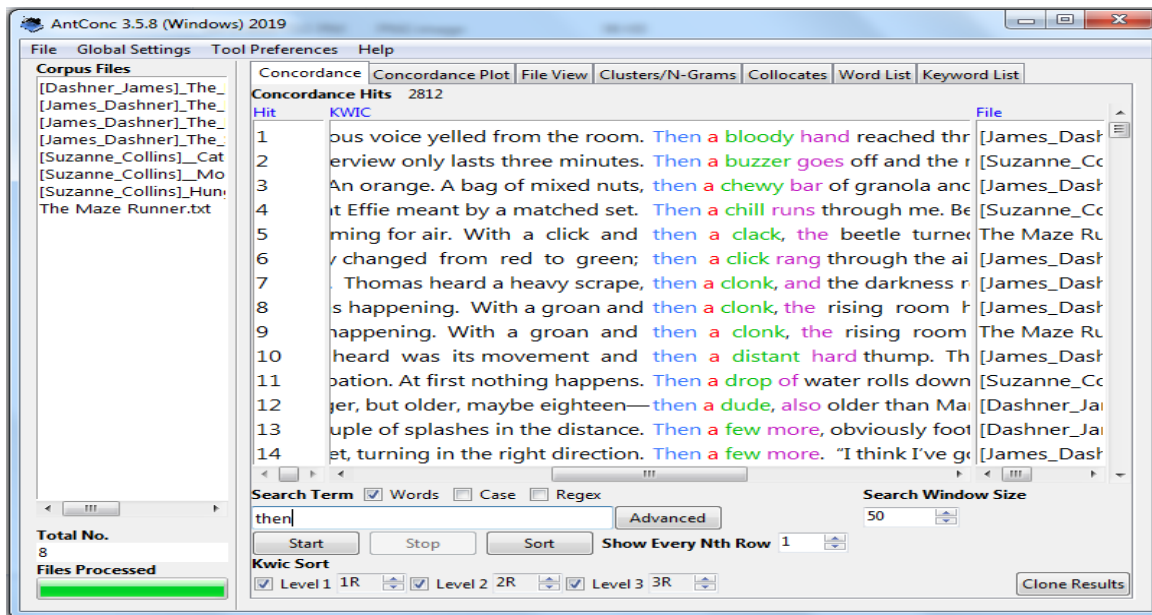 AntConc 3.5.8 (Windows) 2019
File Global Settings Tool Preferences Help
Corpus Files
[Dashner_James]_The_
[James_Dashner]_The_
[James_Dashner]_The_
[James_Dashner]_The_
[Suzanne_Collins]__Cat
[Suzanne_Collins]__Mo
[Suzanne_Collins]_Hun
The Maze Runner.txt
Total No.
8
Files Processed
Concordance Concordance Plot File View Clusters/N-Grams Collocates Word List Keyword List
Concordance Hits 2812
Hit KWIC File
1 ous voice yelled from the room. Then a bloody hand reached thr [James_Dash
2 erview only lasts three minutes. Then a buzzer goes off and the r [Suzanne_Co
3 An orange. A bag of mixed nuts, then a chewy bar of granola and [James_Dash
4 t Effie meant by a matched set. Then a chill runs through me. Be [Suzanne_Co
5 ming for air. With a click and then a clack, the beetle turned The Maze Ru
6 y changed from red to green; then a click rang through the ai [James_Dash
7 . Thomas heard a heavy scrape, then a clonk, and the darkness r [James_Dash
8 s happening. With a groan and then a clonk, the rising room h [James_Dash
9 happening. With a groan and then a clonk, the rising room The Maze Ru
10 heard was its movement and then a distant hard thump. Th [James_Dash
11 pation. At first nothing happens. Then a drop of water rolls down [Suzanne_Co
12 ger, but older, maybe eighteen—then a dude, also older than Mar [Dashner_Jar
13 uple of splashes in the distance. Then a few more, obviously foot [Dashner_Jar
14 et, turning in the right direction. Then a few more. “I think I’ve go [James_Dash
Search Term Words Case Regex Search Window Size
then Advanced 50
Start Stop Sort Show Every Nth Row 1
Kwic Sort
Level 1 1R Level 2 2R Level 3 3R Clone Results